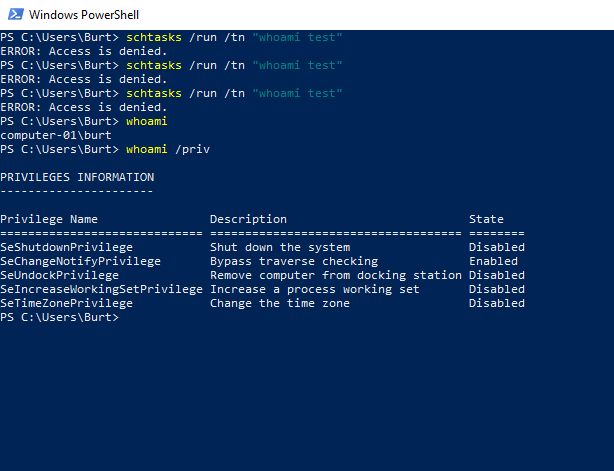 Windows PowerShell
PS C:\Users\Burt> schtasks /run /tn "whoami test"
ERROR: Access is denied.
PS C:\Users\Burt> schtasks /run /tn "whoami test"
ERROR: Access is denied.
PS C:\Users\Burt> schtasks /run /tn "whoami test"
ERROR: Access is denied.
PS C:\Users\Burt> whoami
computer-01\burt
PS C:\Users\Burt> whoami /priv

PRIVILEGES INFORMATION
----------------------

Privilege Name                Description                          State
============================= ==================================== ========
SeShutdownPrivilege           Shut down the system                 Disabled
SeChangeNotifyPrivilege       Bypass traverse checking             Enabled
SeUndockPrivilege             Remove computer from docking station Disabled
SeIncreaseWorkingSetPrivilege Increase a process working set       Disabled
SeTimeZonePrivilege           Change the time zone                 Disabled
PS C:\Users\Burt>